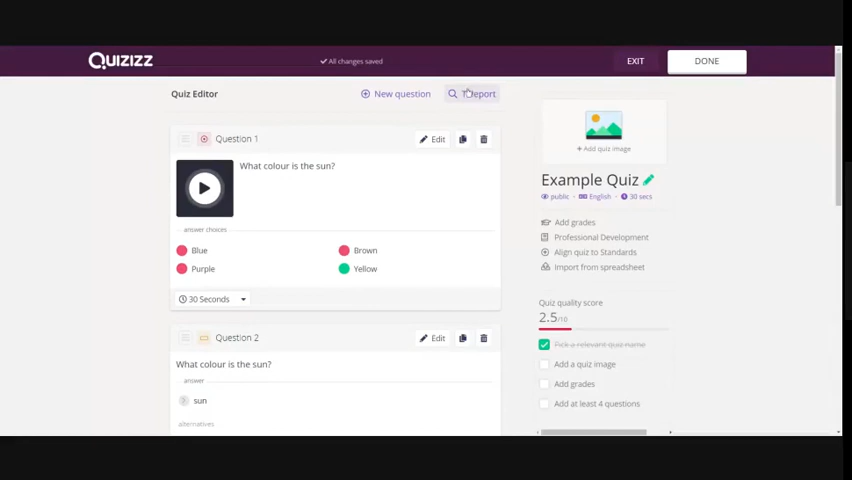 QUIZIZZ
All changes saved
EXIT
DONE
Quiz Editor
New question
Teleport
Question 1
Edit
What colour is the sun?
answer choices
Blue
Brown
Purple
Yellow
30 Seconds
Question 2
Edit
What colour is the sun?
answer
sun
alternatives
+ Add quiz image
Example Quiz
public · English · 30 secs
Add grades
Professional Development
Align quiz to Standards
Import from spreadsheet
Quiz quality score
2.5/10
Pick a relevant quiz name
Add a quiz image
Add grades
Add at least 4 questions